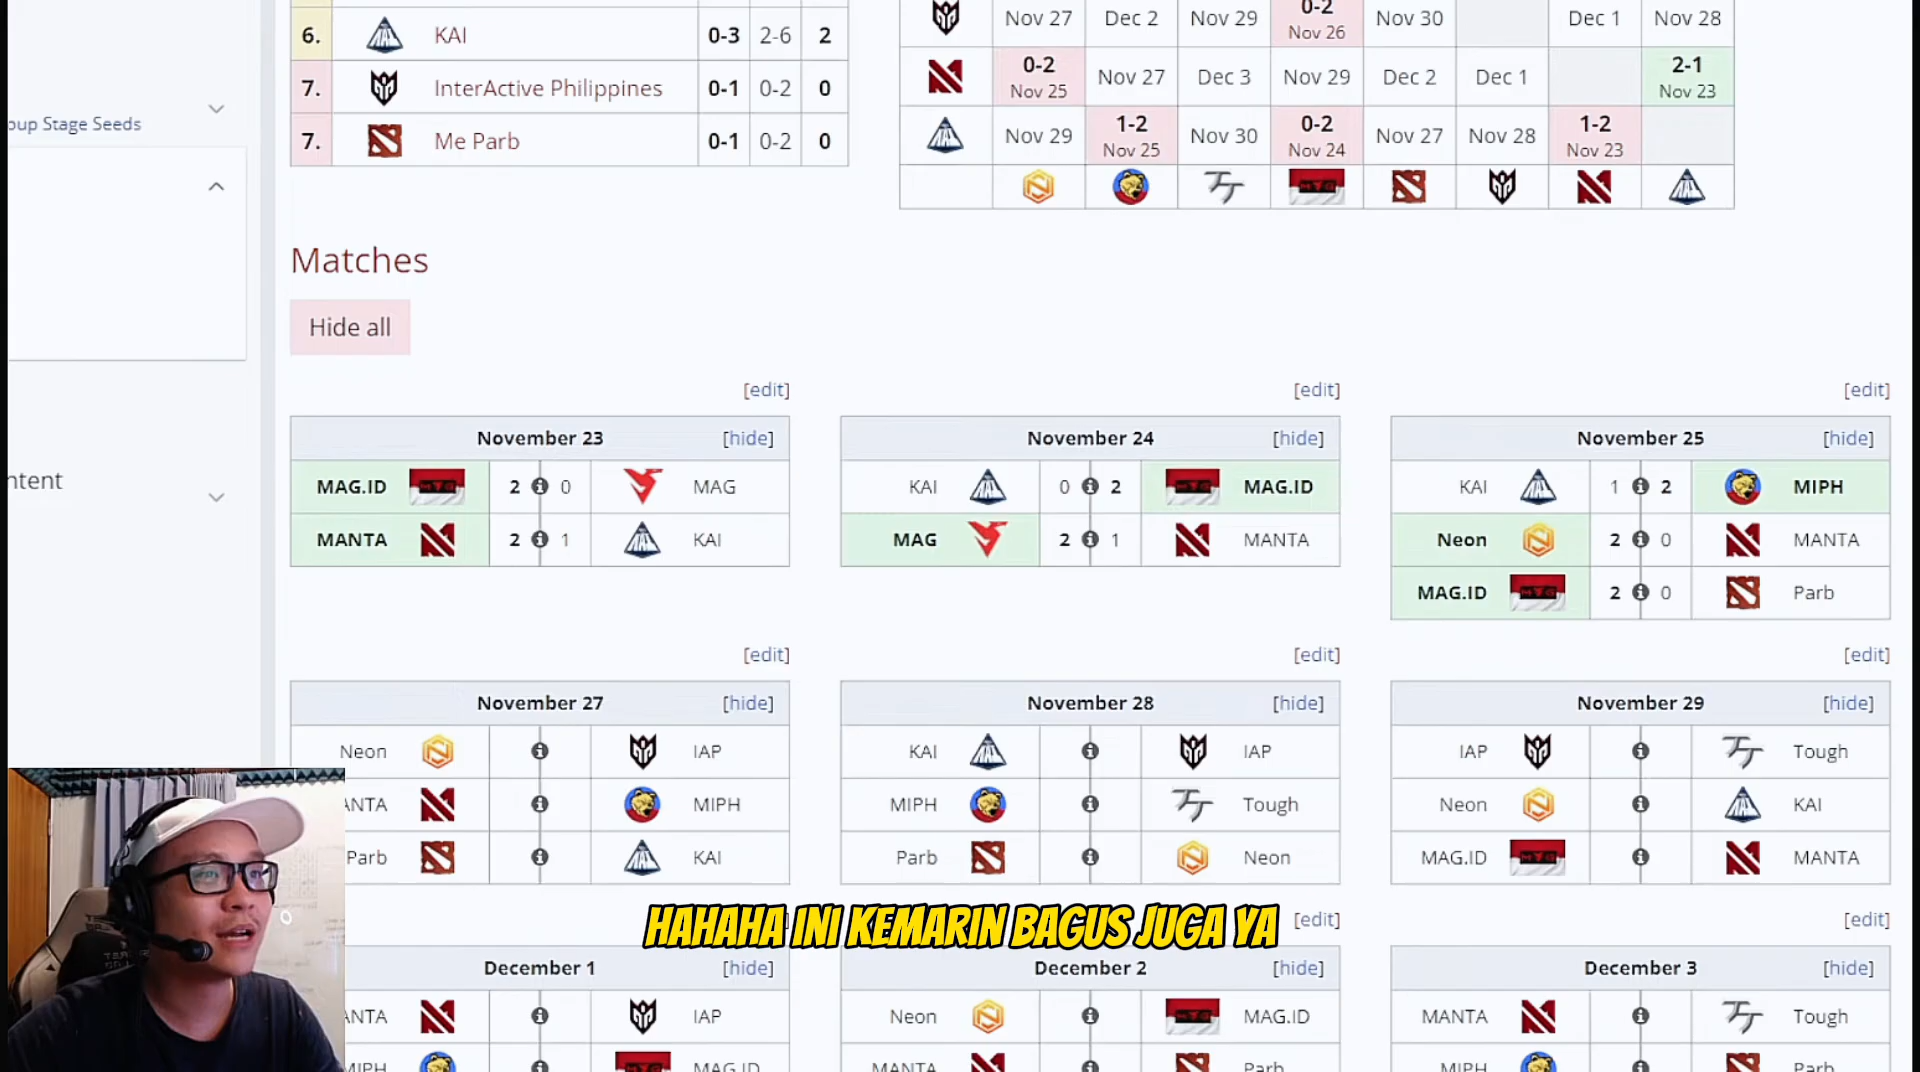 6. KAI 0-3 2-6 2
7. InterActive Philippines 0-1 0-2 0
7. Me Parb 0-1 0-2 0
Nov 27 Dec 2 Nov 29 0-2 Nov 26 Nov 30 Dec 1 Nov 28
0-2 Nov 25 Nov 27 Dec 3 Nov 29 Dec 2 Dec 1 2-1 Nov 23
Nov 29 1-2 Nov 25 Nov 30 0-2 Nov 24 Nov 27 Nov 28 1-2 Nov 23
oup Stage Seeds
ntent
Matches
Hide all
[edit] [edit] [edit]
November 23 [hide]
MAG.ID 2 0 MAG
MANTA 2 1 KAI
November 24 [hide]
KAI 0 2 MAG.ID
MAG 2 1 MANTA
November 25 [hide]
KAI 1 2 MIPH
Neon 2 0 MANTA
MAG.ID 2 0 Parb
[edit] [edit] [edit]
November 27 [hide]
Neon IAP
ANTA MIPH
Parb KAI
November 28 [hide]
KAI IAP
MIPH Tough
Parb Neon
November 29 [hide]
IAP Tough
Neon KAI
MAG.ID MANTA
HAHAHA INI KEMARIN BAGUS JUGA YA
[edit] [edit]
December 1 [hide]
ANTA IAP
MIPH MAG.ID
December 2 [hide]
Neon MAG.ID
MANTA Parb
December 3 [hide]
MANTA Tough
MIPH Parb